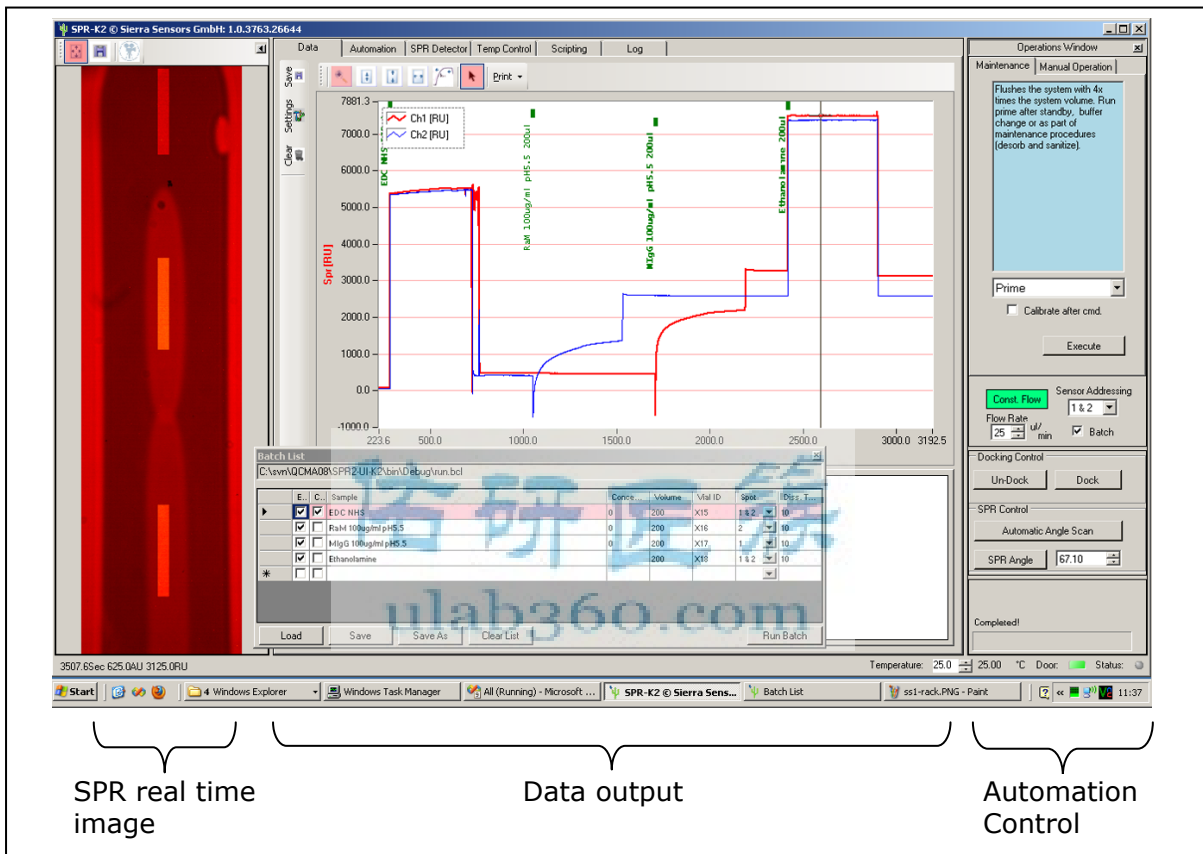 SPR-K2 © Sierra Sensors GmbH: 1.0.3763.26644
Data Automation SPR Detector Temp Control Scripting Log
Save
Settings
Clear
Print
7881.3
7000.0
6000.0
5000.0
4000.0
3000.0
2000.0
1000.0
0.0
-1000.0
Spr[RU]
Ch1 [RU]
Ch2 [RU]
EDC NHS
RaM 100ug/ml pH5.5 200ul
MIgG 100ug/ml pH5.5 200ul
Ethanolamine 200ul
223.6 500.0 1000.0 1500.0 2000.0 2500.0 3000.0 3192.5
Batch List
C:\svn\QCMA08\SPR2-UI-K2\bin\Debug\run.bcl
E.. C.. Sample Conce... Volume Vial ID Spot Diss. T...
EDC NHS 0 200 X15 1 & 2 10
RaM 100ug/ml pH5.5 0 200 X16 2 10
MIgG 100ug/ml pH5.5 0 200 X17 1 10
Ethanolamine 200 X18 1 & 2 10
Load Save Save As Clear List Run Batch
ulab360.com
Operations Window
Maintenance Manual Operation
Flushes the system with 4x
times the system volume. Run
prime after standby, buffer
change or as part of
maintenance procedures
(desorb and sanitize).
Prime
Calibrate after cmd.
Execute
Const. Flow
Sensor Addressing
1 & 2
Flow Rate
25 ul/min
Batch
Docking Control
Un-Dock Dock
SPR Control
Automatic Angle Scan
SPR Angle 67.10
Completed!
3507.6Sec 625.0AU 3125.0RU
Temperature: 25.0 25.00 °C Door: Status:
Start 4 Windows Explorer Windows Task Manager All (Running) - Microsoft ... SPR-K2 © Sierra Sens... Batch List ss1-rack.PNG - Paint 11:37
SPR real time
image
Data output
Automation
Control